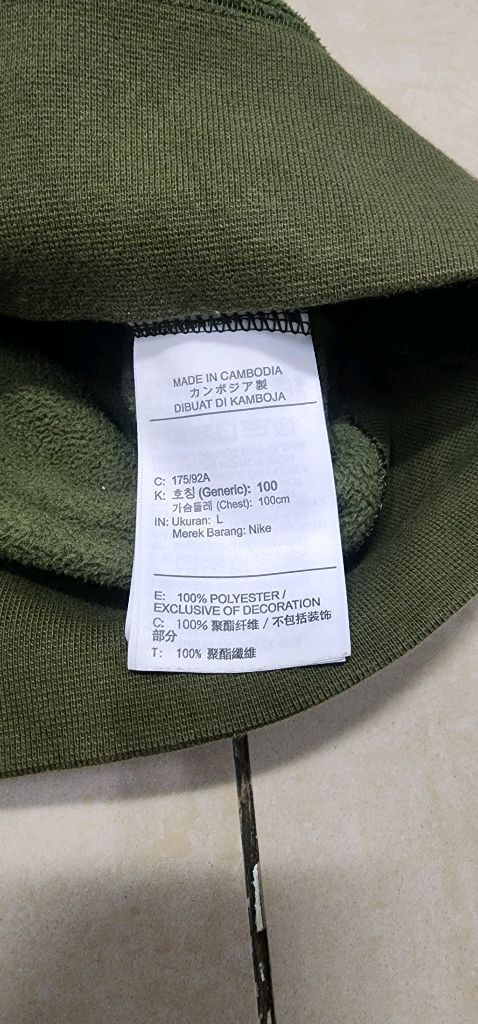 MADE IN CAMBODIA
カンボジア製
DIBUAT DI KAMBOJA
C: 175/92A
K: 호칭 (Generic): 100
가슴둘레 (Chest): 100cm
IN: Ukuran: L
Merek Barang: Nike
E: 100% POLYESTER /
EXCLUSIVE OF DECORATION
C: 100% 聚酯纤维 / 不包括装饰
部分
T: 100% 聚酯纖維